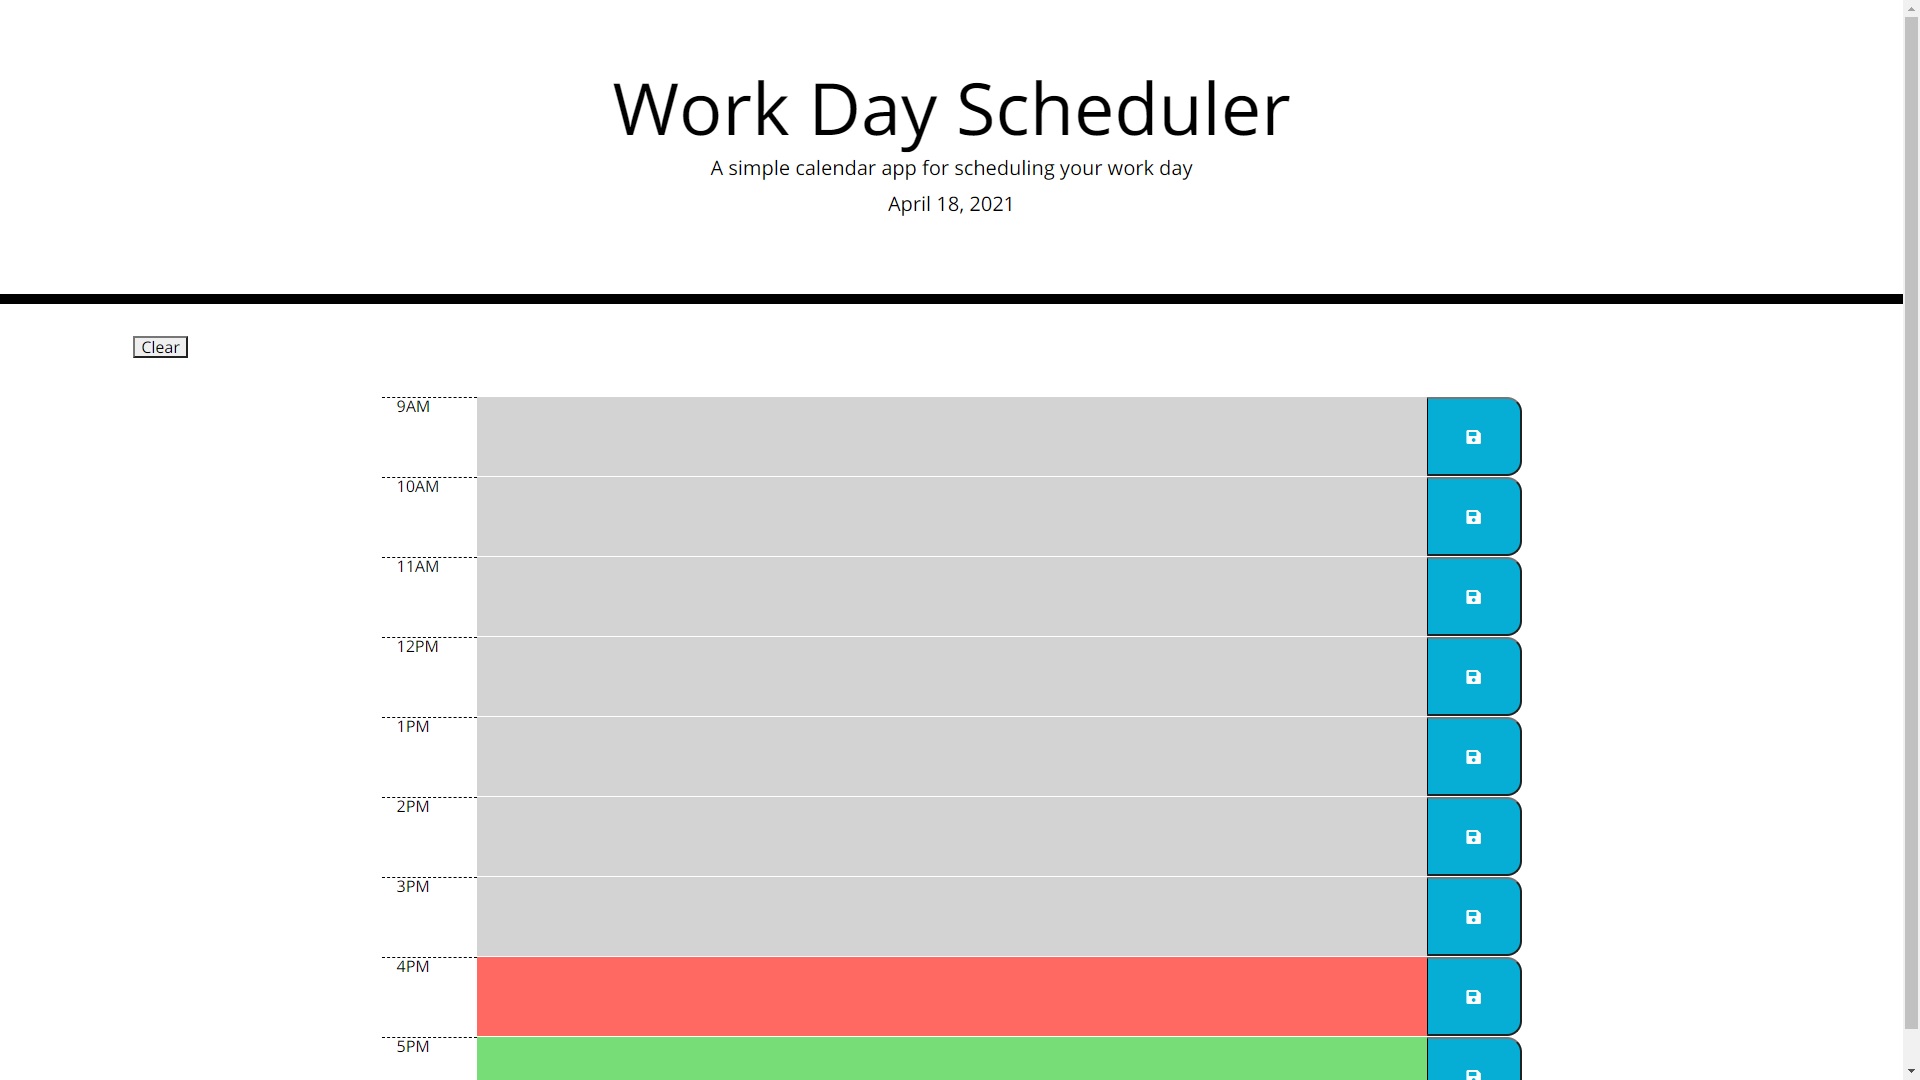 Work Day Scheduler
A simple calendar app for scheduling your work day
April 18, 2021
Clear
9AM
10AM
11AM
12PM
1PM
2PM
3PM
4PM
5PM